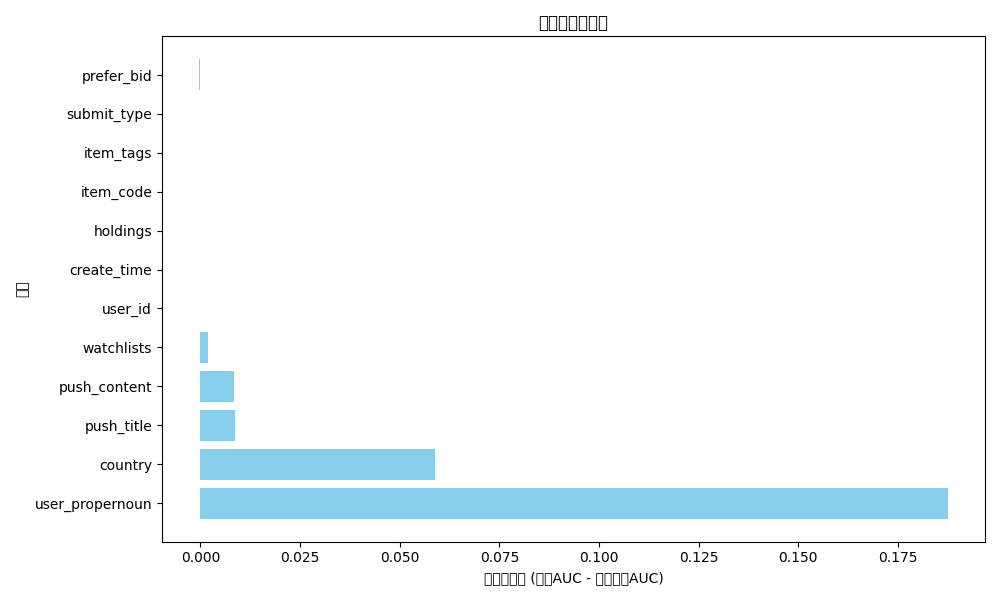 prefer_bid
submit_type
item_tags
item_code
holdings
create_time
user_id
watchlists
push_content
push_title
country
user_propernoun
0.000 0.025 0.050 0.075 0.100 0.125 0.150 0.175
(AUC - AUC)